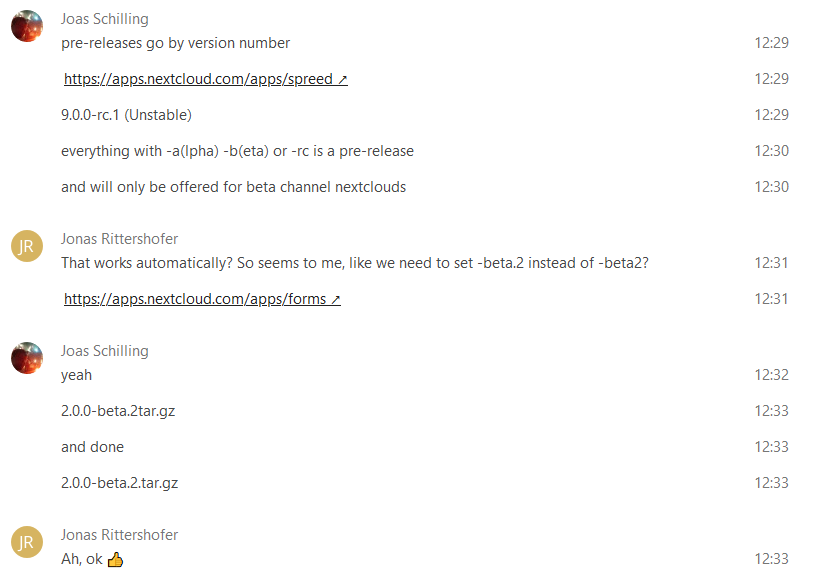 Joas Schilling
pre-releases go by version number 12:29
https://apps.nextcloud.com/apps/spreed ↗ 12:29
9.0.0-rc.1 (Unstable) 12:29
everything with -a(lpha) -b(eta) or -rc is a pre-release 12:30
and will only be offered for beta channel nextclouds 12:30
JR Jonas Rittershofer
That works automatically? So seems to me, like we need to set -beta.2 instead of -beta2? 12:31
https://apps.nextcloud.com/apps/forms ↗ 12:31
Joas Schilling
yeah 12:32
2.0.0-beta.2tar.gz 12:33
and done 12:33
2.0.0-beta.2.tar.gz 12:33
JR Jonas Rittershofer
Ah, ok 👍 12:33